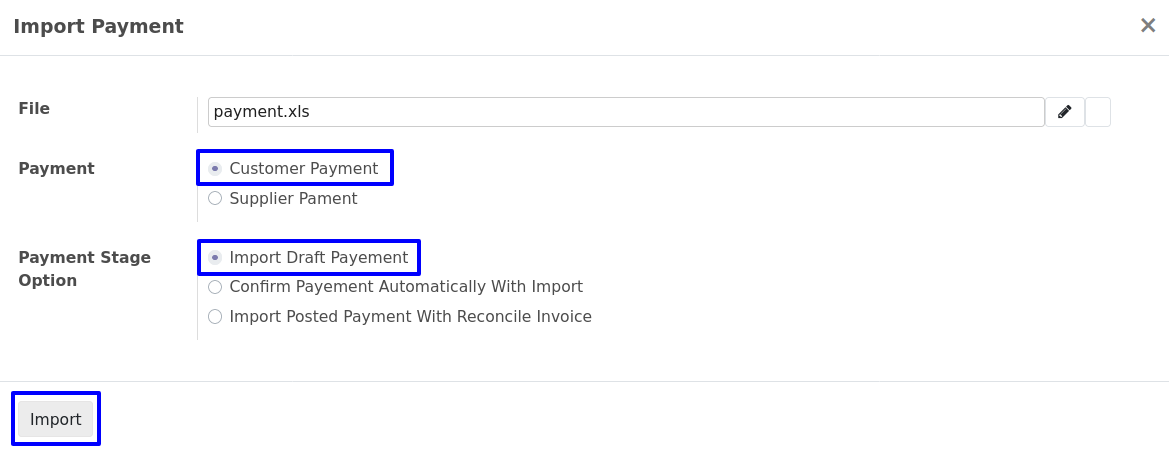 Import Payment
File
payment.xls
Payment
Customer Payment
Supplier Pament
Payment Stage
Option
Import Draft Payement
Confirm Payement Automatically With Import
Import Posted Payment With Reconcile Invoice
Import